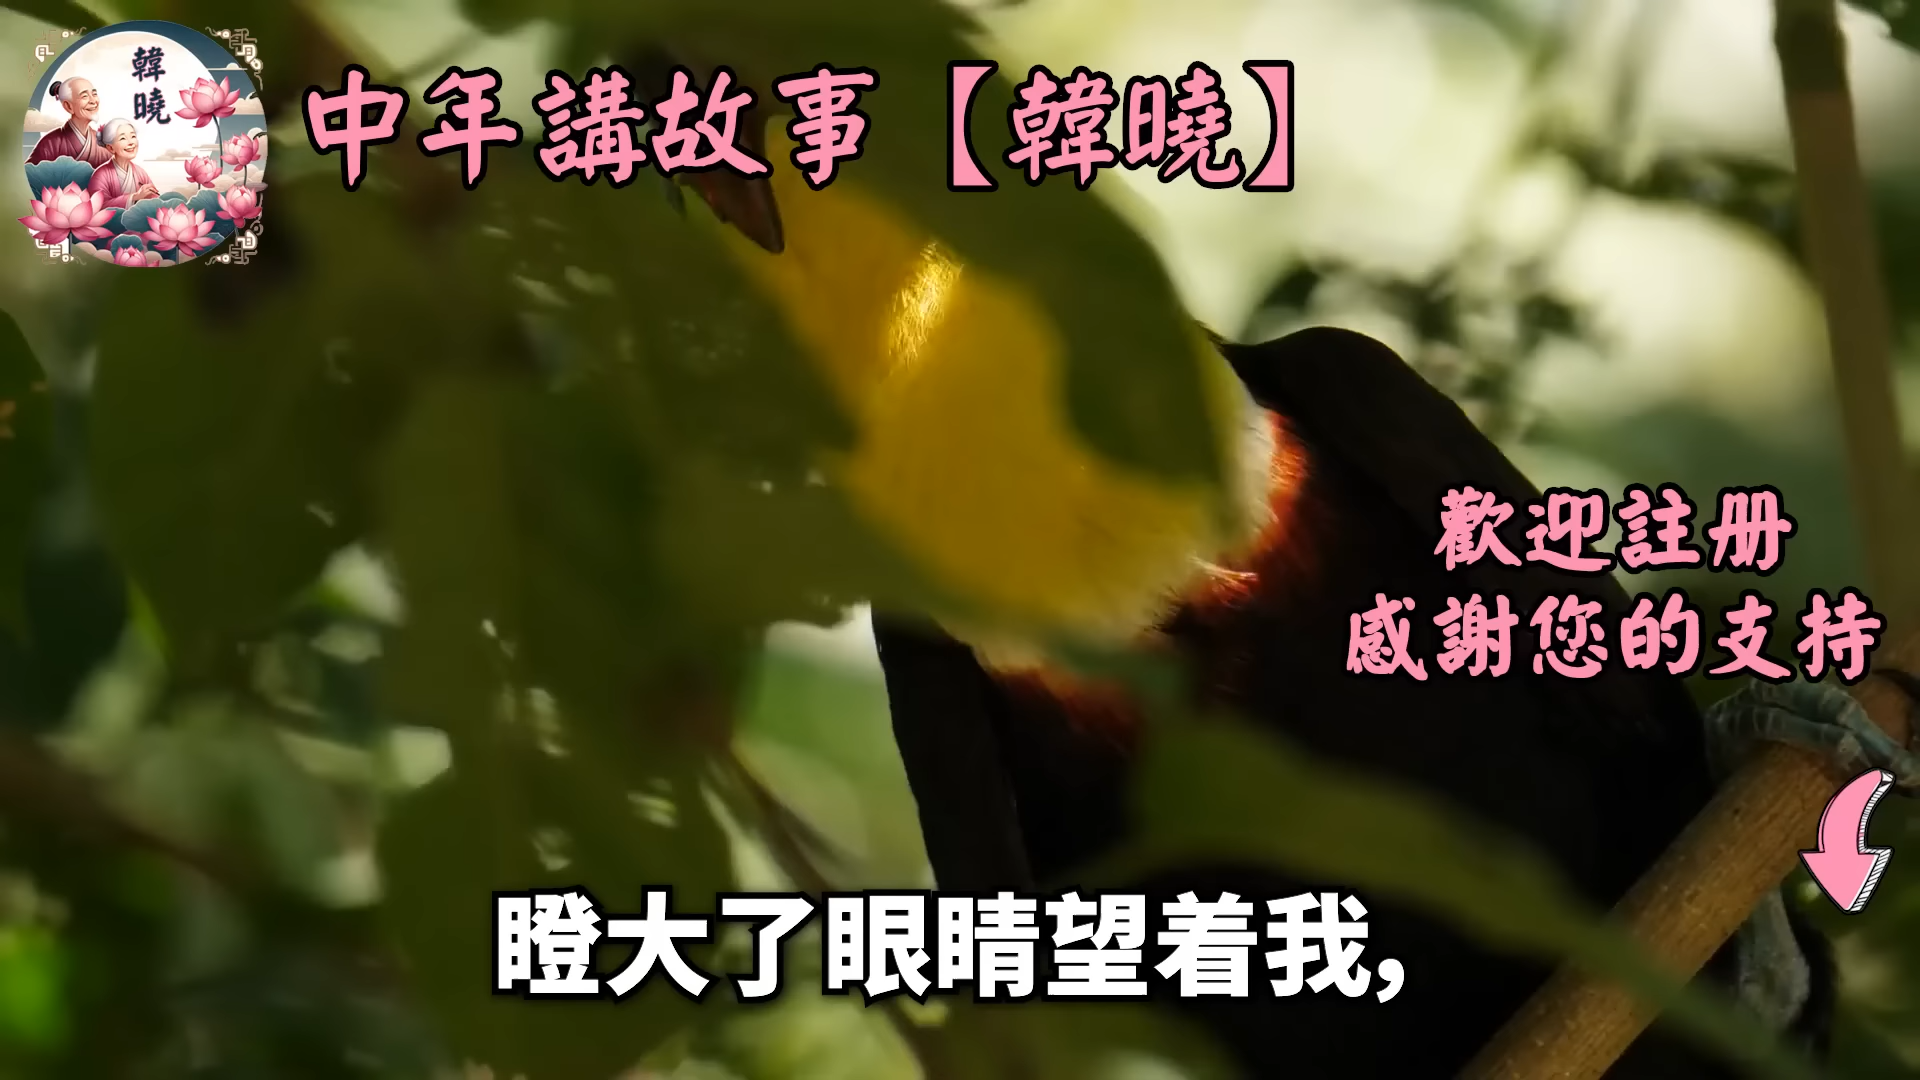 韓曉
中年講故事【韓曉】
歡迎註册
感謝您的支持
瞪大了眼睛望着我,